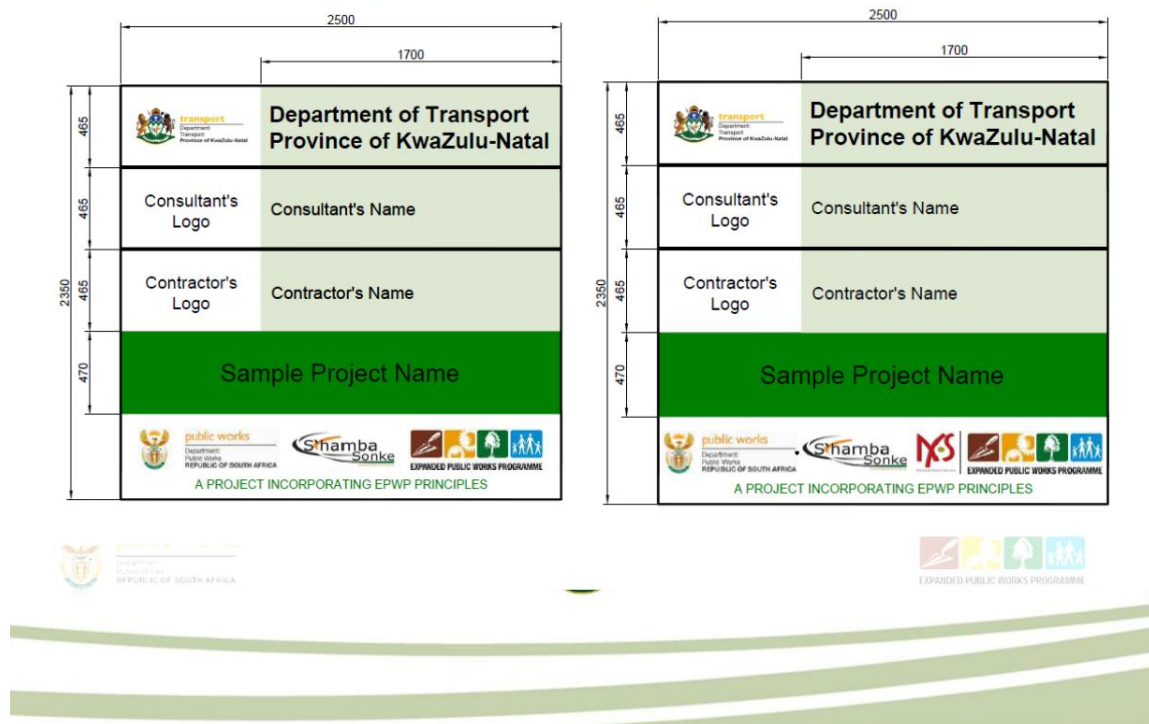 2500
1700
2350
465
465
465
470
transport
Department:
Transport
Province of KwaZulu-Natal
Department of Transport
Province of KwaZulu-Natal
Consultant's
Logo
Consultant's Name
Contractor's
Logo
Contractor's Name
Sample Project Name
public works
Department:
Public Works
REPUBLIC OF SOUTH AFRICA
S'hamba
Sonke
EXPANDED PUBLIC WORKS PROGRAMME
A PROJECT INCORPORATING EPWP PRINCIPLES
2500
1700
2350
465
465
465
470
transport
Department:
Transport
Province of KwaZulu-Natal
Department of Transport
Province of KwaZulu-Natal
Consultant's
Logo
Consultant's Name
Contractor's
Logo
Contractor's Name
Sample Project Name
public works
Department:
Public Works
REPUBLIC OF SOUTH AFRICA
S'hamba
Sonke
NYS
EXPANDED PUBLIC WORKS PROGRAMME
A PROJECT INCORPORATING EPWP PRINCIPLES
Department:
Public Works
REPUBLIC OF SOUTH AFRICA
EXPANDED PUBLIC WORKS PROGRAMME